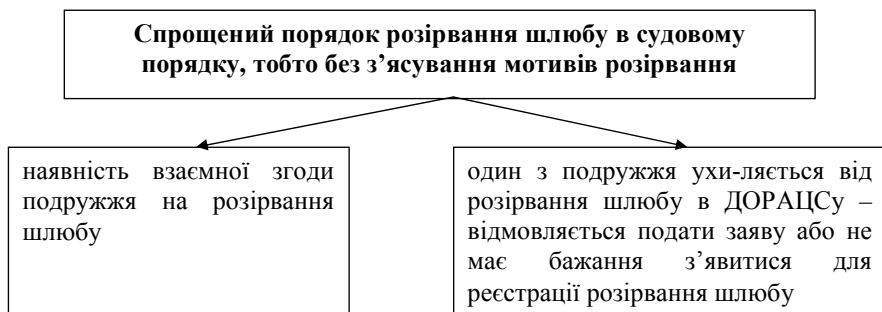 Спрощений порядок розірвання шлюбу в судовому
порядку, тобто без з’ясування мотивів розірвання
наявність взаємної згоди
подружжя на розірвання
шлюбу
один з подружжя ухи-ляється від
розірвання шлюбу в ДОРАЦСу –
відмовляється подати заяву або не
має бажання з’явитися для
реєстрації розірвання шлюбу